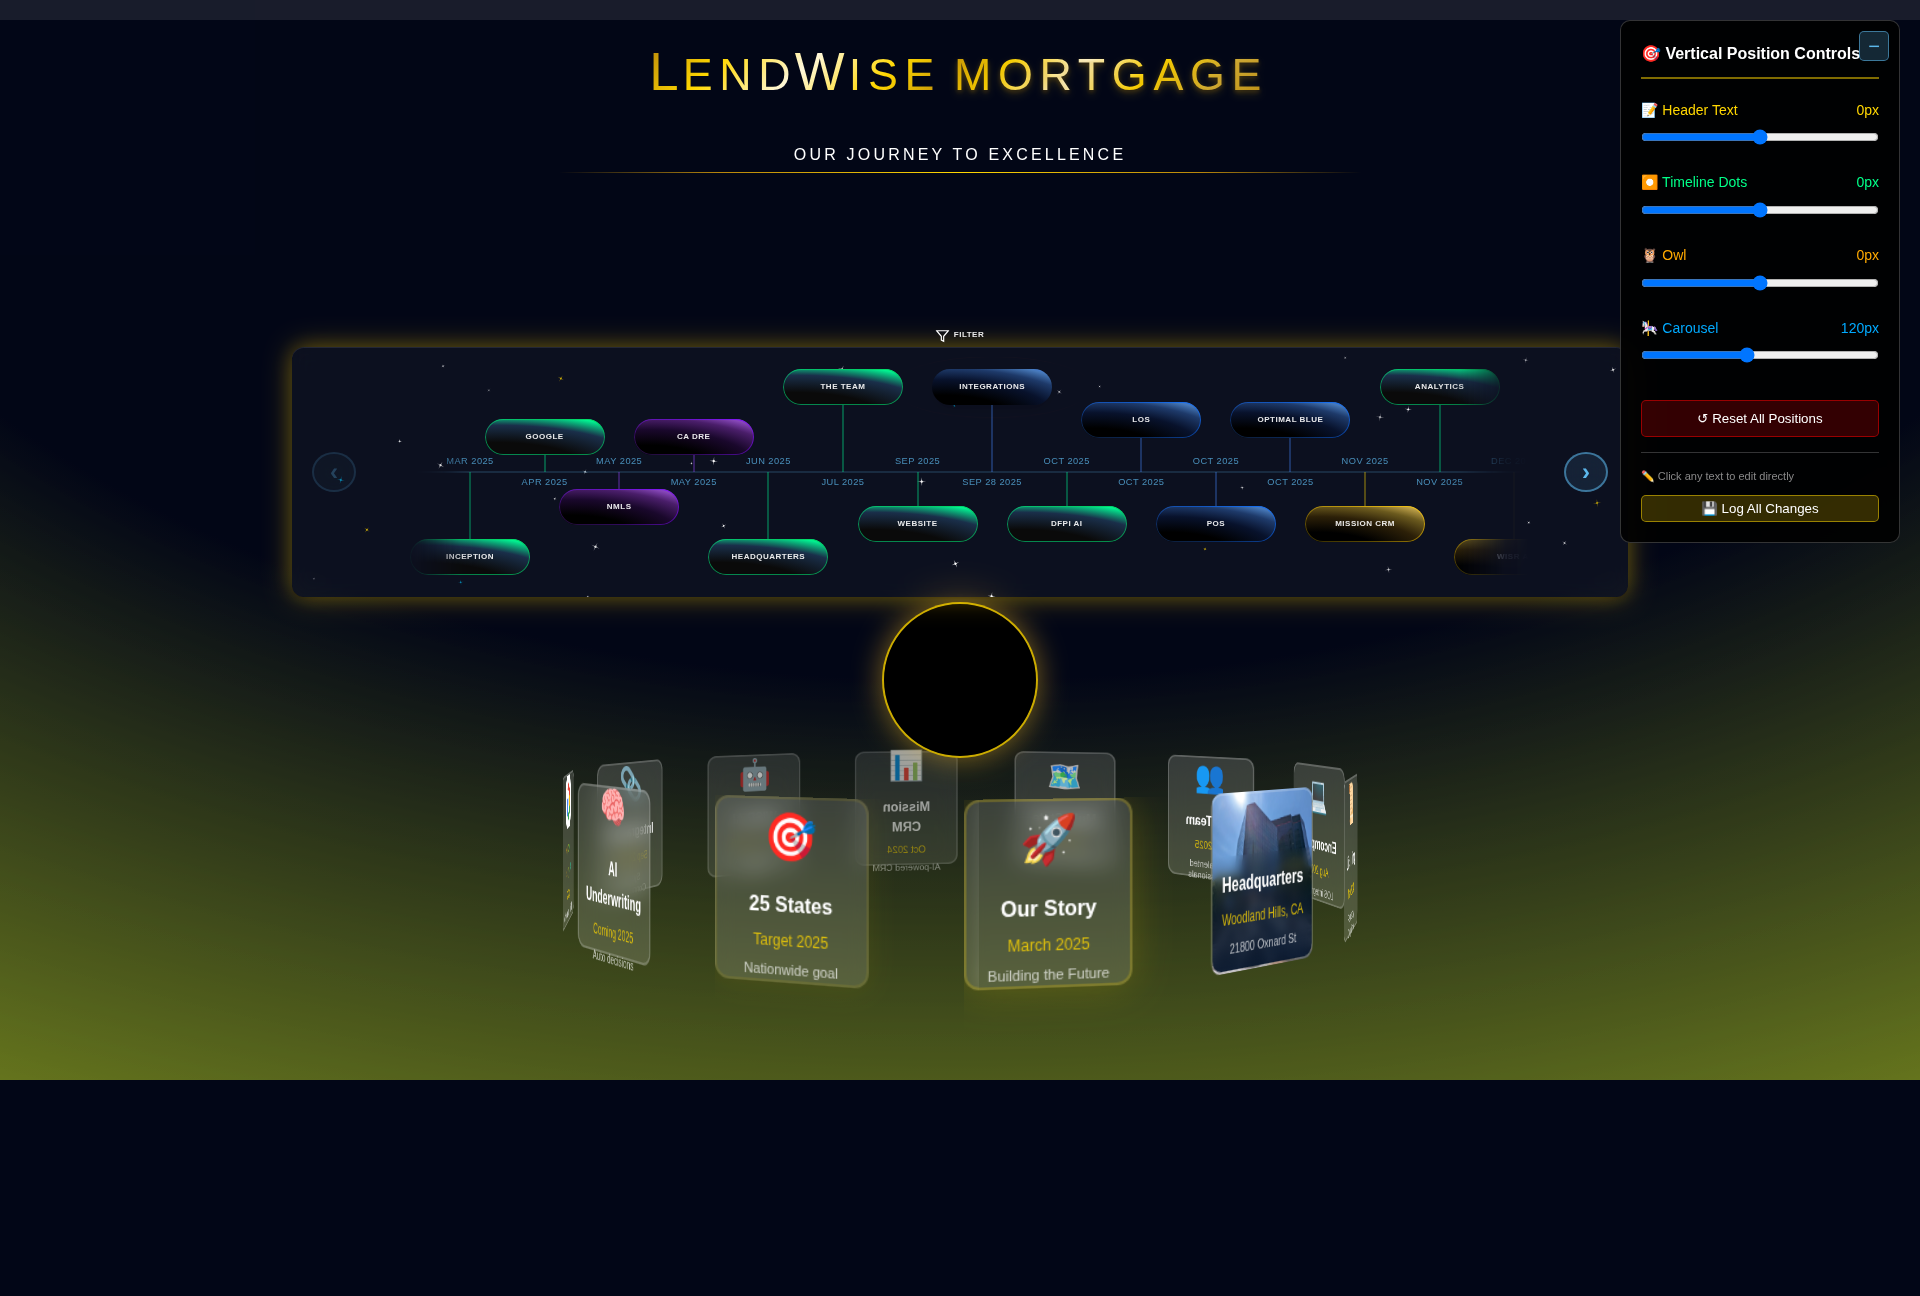 LENDWISE MORTGAGE
OUR JOURNEY TO EXCELLENCE
🎯 Vertical Position Controls
−
📝 Header Text 0px
⏺️ Timeline Dots 0px
🦉 Owl 0px
🎠 Carousel 120px
↺ Reset All Positions
✏️ Click any text to edit directly
💾 Log All Changes
FILTER
THE TEAM INTEGRATIONS ANALYTICS
LOS OPTIMAL BLUE
GOOGLE CA DRE
MAR 2025 MAY 2025 JUN 2025 SEP 2025 OCT 2025 OCT 2025 NOV 2025
‹ ›
APR 2025 MAY 2025 JUL 2025 SEP 28 2025 OCT 2025 OCT 2025 NOV 2025
NMLS
WEBSITE DFPI AI POS MISSION CRM
INCEPTION HEADQUARTERS
Mission
CRM
Oct 2024
AI-powered CRM
Team
2025
Encomp
AI
Underwriting
Coming 2025
Auto decisions
25 States
Target 2025
Nationwide goal
Our Story
March 2025
Building the Future
Headquarters
Woodland Hills, CA
21800 Oxnard St